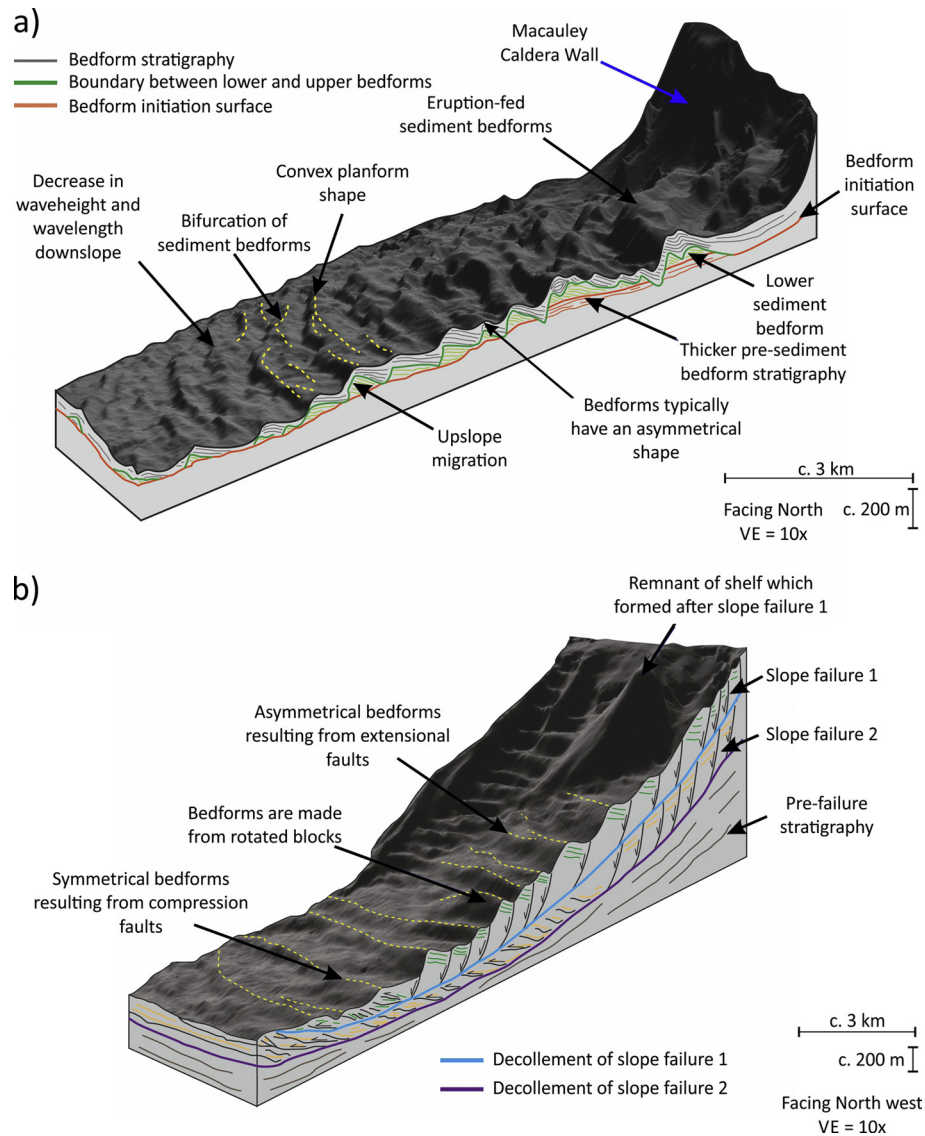 a)
Bedform stratigraphy
Boundary between lower and upper bedforms
Bedform initiation surface
Macauley
Caldera Wall
Eruption-fed
sediment bedforms
Convex planform
shape
Decrease in
waveheight and
wavelength
downslope
Bifurcation of
sediment bedforms
Bedform
initiation
surface
Lower
sediment
bedform
Thicker pre-sediment
bedform stratigraphy
Bedforms typically
have an asymmetrical
shape
Upslope
migration
c. 3 km
Facing North
VE = 10x
c. 200 m
b)
Remnant of shelf which
formed after slope failure 1
Slope failure 1
Slope failure 2
Asymmetrical bedforms
resulting from extensional
faults
Bedforms are made
from rotated blocks
Pre-failure
stratigraphy
Symmetrical bedforms
resulting from compression
faults
c. 3 km
c. 200 m
Decollement of slope failure 1
Decollement of slope failure 2
Facing North west
VE = 10x